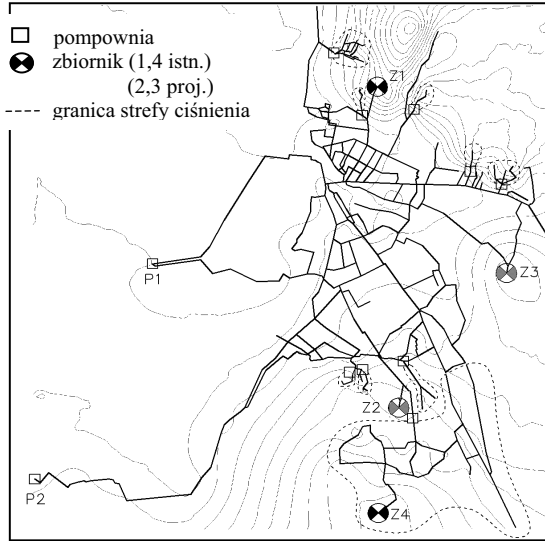 pompownia
zbiornik (1,4 istn.)
(2,3 proj.)
granica strefy ciśnienia
Z1
Z3
P1
Z2
P2
Z4